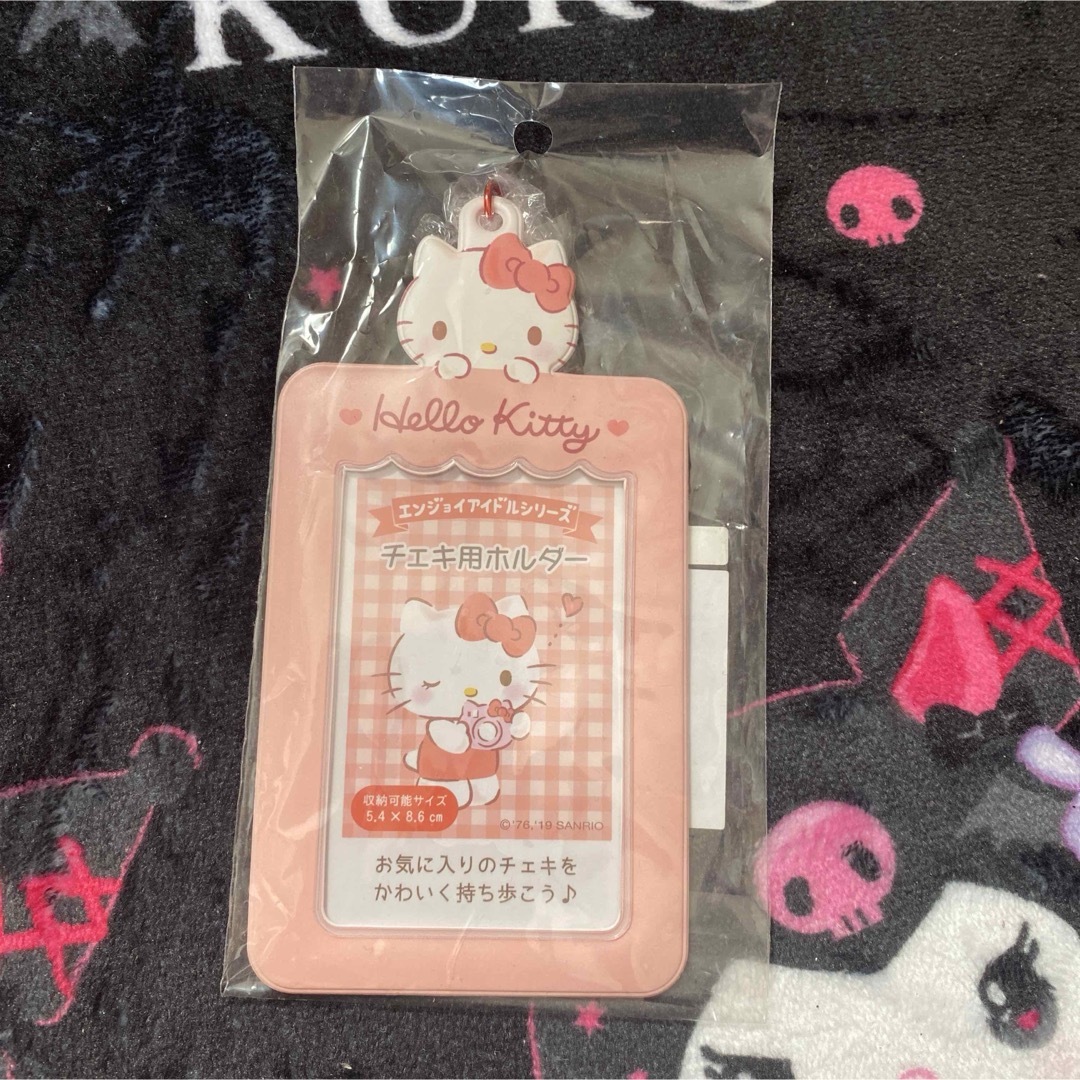 KUR
Hello Kitty
エンジョイアイドルシリーズ
チェキ用ホルダー
収納可能サイズ
5.4 × 8.6 cm
©'76,'19 SANRIO
お気に入りのチェキを
かわいく持ち歩こう♪